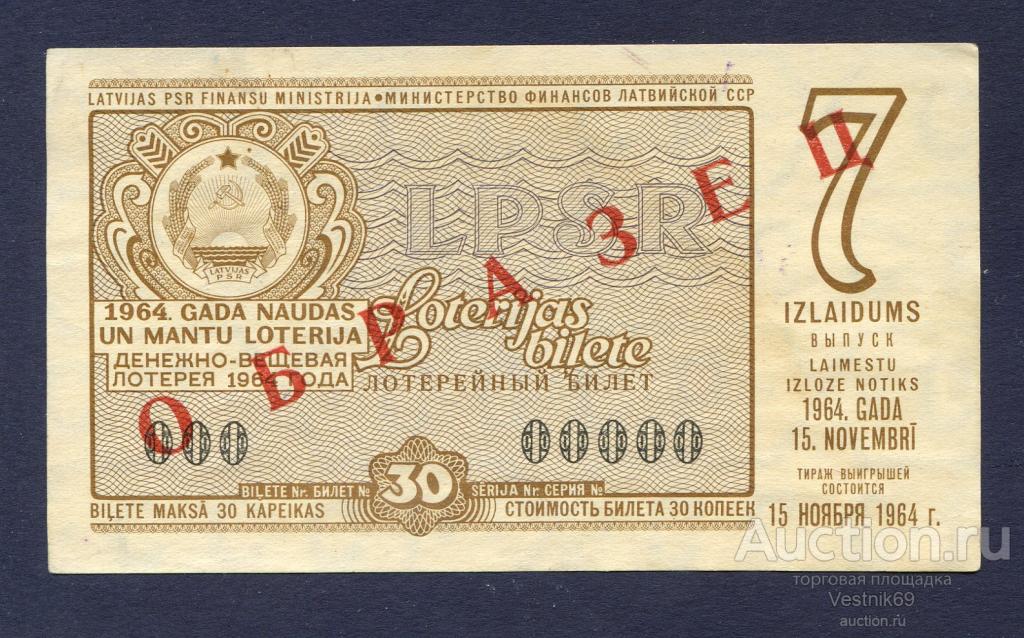 LATVIJAS PSR FINANSU MINISTRIJA • МИНИСТЕРСТВО ФИНАНСОВ ЛАТВИЙСКОЙ ССР
LPSR
LATVIJAS
PSR
1964. GADA NAUDAS
UN MANTU LOTERIJA
ДЕНЕЖНО-ВЕЩЕВАЯ
ЛОТЕРЕЯ 1964 ГОДА
Loterijas
biļete
ЛОТЕРЕЙНЫЙ БИЛЕТ
ОБРАЗЕЦ
000
00000
BIĻETE Nr. БИЛЕТ №
30
SĒRIJA Nr. СЕРИЯ №
BIĻETE MAKSĀ 30 KAPEIKAS
СТОИМОСТЬ БИЛЕТА 30 КОПЕЕК
7
IZLAIDUMS
ВЫПУСК
LAIMESTU
IZLOZE NOTIKS
1964. GADA
15. NOVEMBRĪ
ТИРАЖ ВЫИГРЫШЕЙ
СОСТОИТСЯ
15 НОЯБРЯ 1964 г.
Auction.ru
торговая площадка
Vestnik69
auction.ru